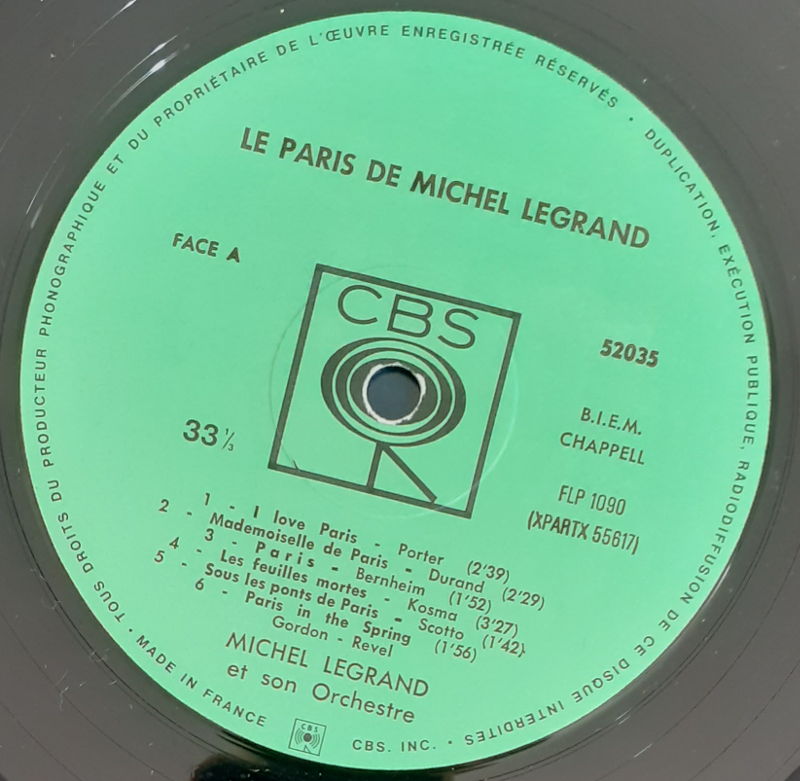 TOUS DROITS DU PRODUCTEUR PHONOGRAPHIQUE ET DU PROPRIÉTAIRE DE L'ŒUVRE ENREGISTRÉE RÉSERVÉS · DUPLICATION, EXÉCUTION PUBLIQUE, RADIODIFFUSION DE CE DISQUE INTERDITES
LE PARIS DE MICHEL LEGRAND
FACE A
CBS
52035
33 1/3
B.I.E.M.
CHAPPELL
FLP 1090
(XPARTX 55617)
1 - I love Paris - Porter (2'39)
2 - Mademoiselle de Paris - Durand (2'29)
3 - Paris - Bernheim (1'52)
4 - Les feuilles mortes - Kosma (3'27)
5 - Sous les ponts de Paris - Scotto (1'42)
6 - Paris in the Spring (1'56)
Gordon - Revel
MICHEL LEGRAND
et son Orchestre
· MADE IN FRANCE
CBS
CBS. INC. ·